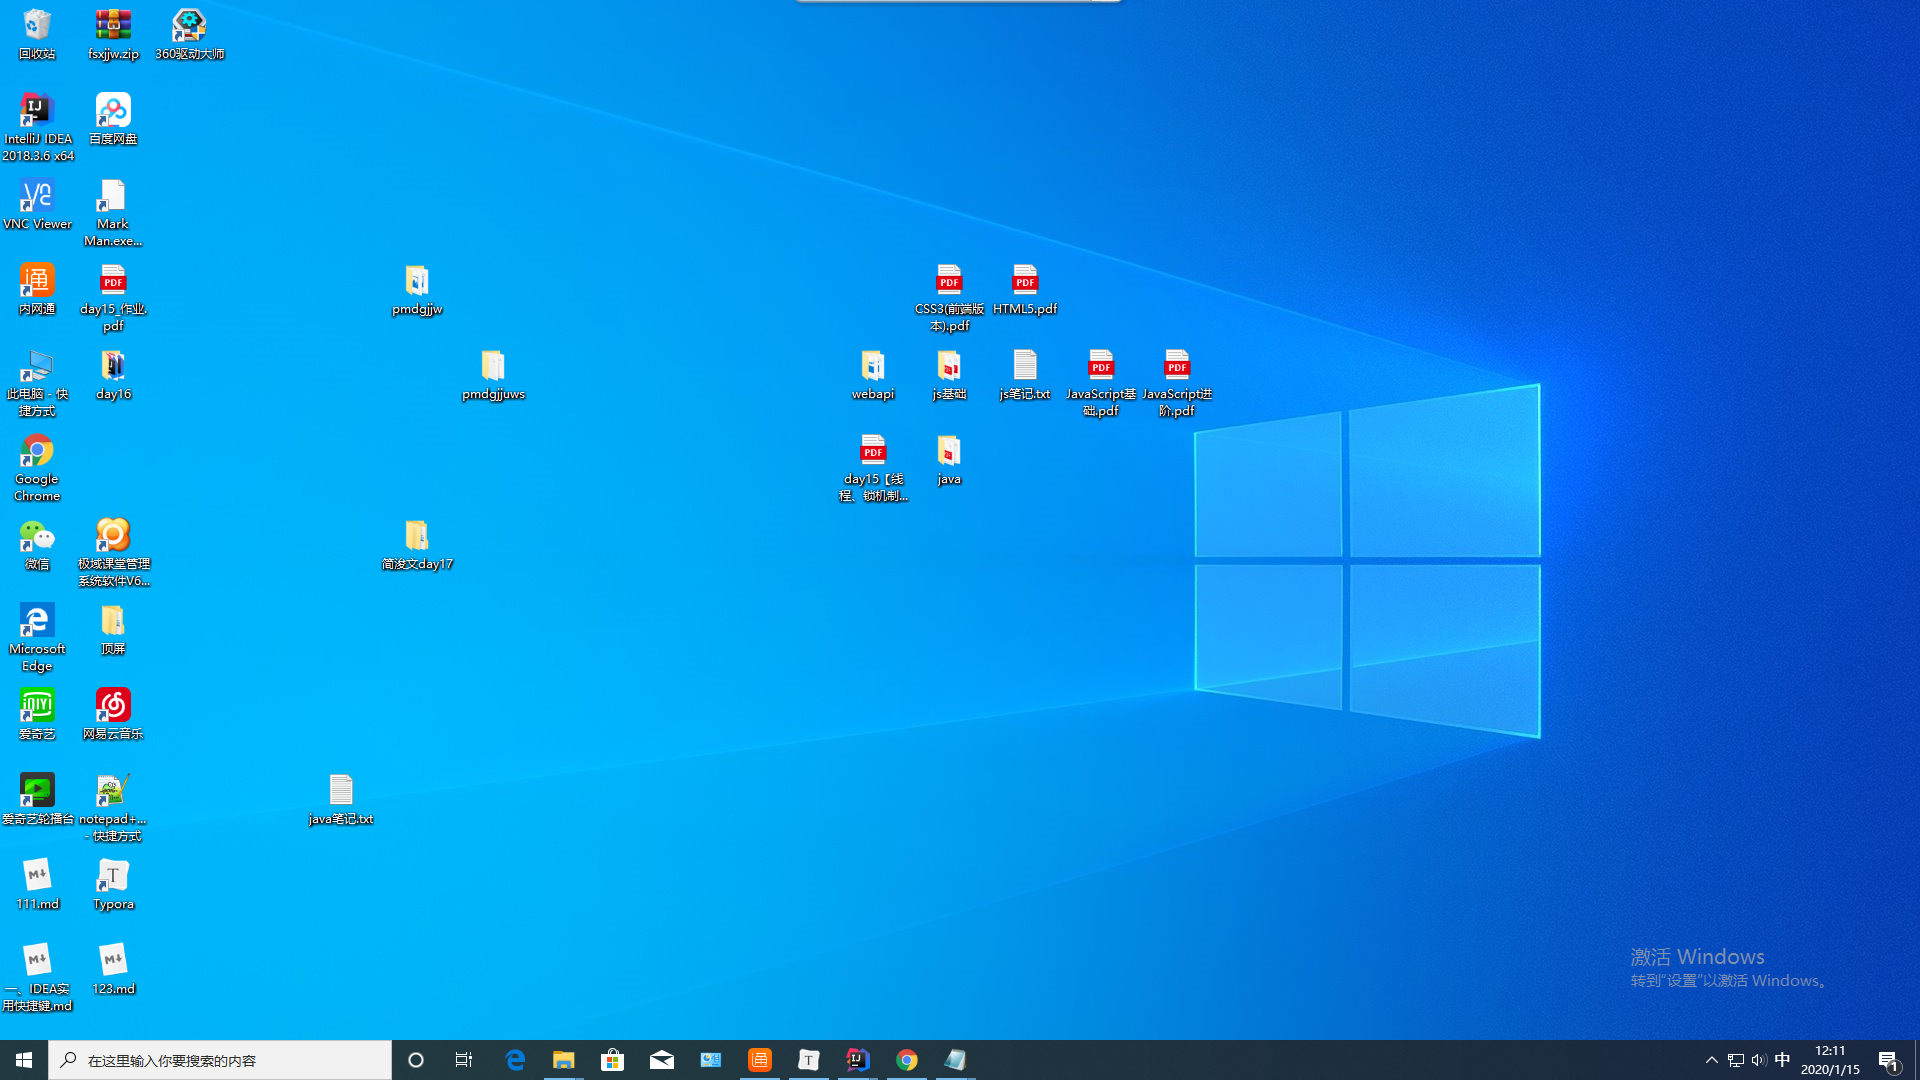 回收站
fsxjjw.zip
360驱动大师
IntelliJ IDEA
2018.3.6 x64
百度网盘
VNC Viewer
Mark
Man.exe...
内网通
day15_作业.
pdf
pmdgjjw
CSS3(前端版
本).pdf
HTML5.pdf
此电脑 - 快
捷方式
day16
pmdgjjuws
webapi
js基础
js笔记.txt
JavaScript基
础.pdf
JavaScript进
阶.pdf
Google
Chrome
day15【线
程、锁机制...
java
微信
极域课堂管理
系统软件V6...
简浚文day17
Microsoft
Edge
顶屏
爱奇艺
网易云音乐
爱奇艺轮播台
notepad+...
- 快捷方式
java笔记.txt
111.md
Typora
一、IDEA实
用快捷键.md
123.md
激活 Windows
转到“设置”以激活 Windows。
在这里输入你要搜索的内容
中
12:11
2020/1/15
1